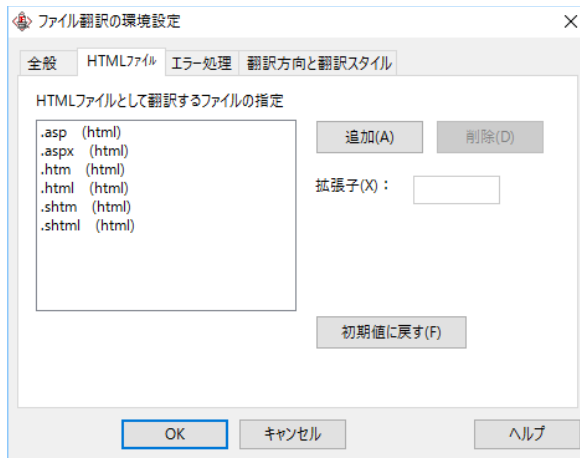 ファイル翻訳の環境設定
全般 HTMLファイル エラー処理 翻訳方向と翻訳スタイル
HTMLファイルとして翻訳するファイルの指定
.asp (html)
.aspx (html)
.htm (html)
.html (html)
.shtm (html)
.shtml (html)
追加(A) 削除(D)
拡張子(X)：
初期値に戻す(F)
OK キャンセル ヘルプ